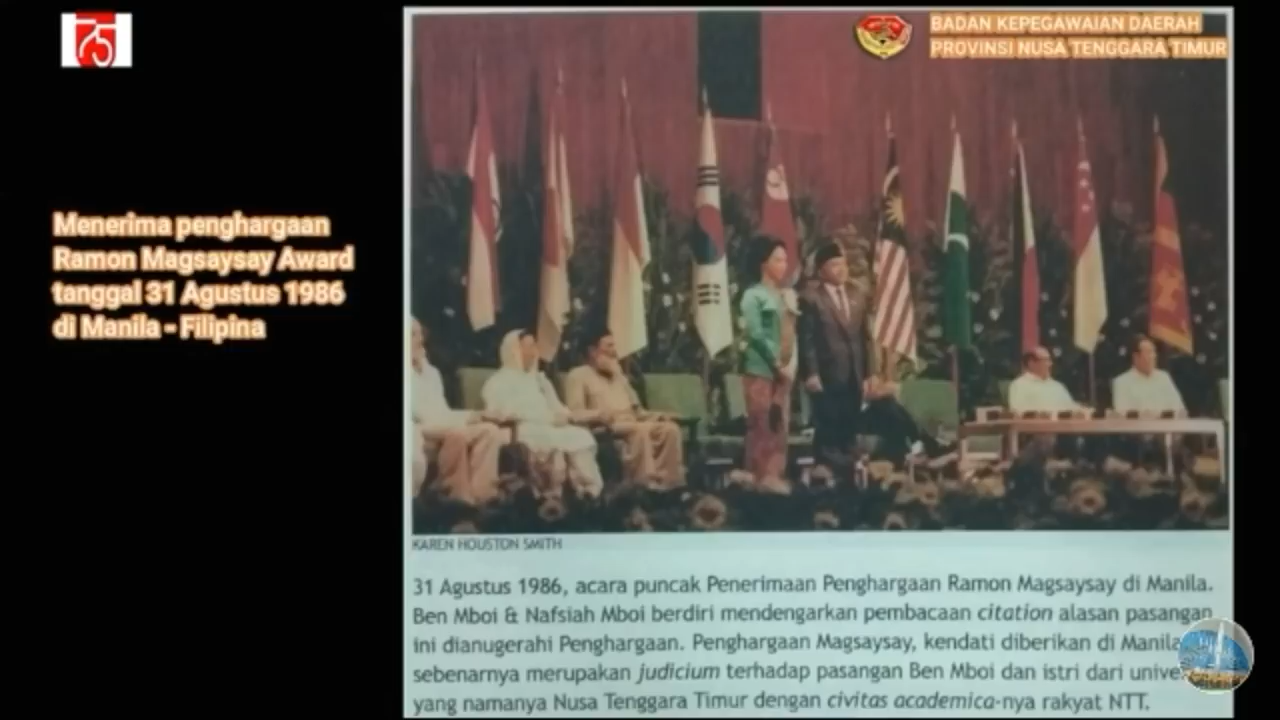 75
BADAN KEPEGAWAIAN DAERAH
PROVINSI NUSA TENGGARA TIMUR
Menerima penghargaan
Ramon Magsaysay Award
tanggal 31 Agustus 1986
di Manila - Filipina
KAREN HOUSTON SMITH
31 Agustus 1986, acara puncak Penerimaan Penghargaan Ramon Magsaysay di Manila.
Ben Mboi & Nafsiah Mboi berdiri mendengarkan pembacaan citation alasan pasangan
ini dianugerahi Penghargaan. Penghargaan Magsaysay, kendati diberikan di Manila
sebenarnya merupakan judicium terhadap pasangan Ben Mboi dan istri dari
yang namanya Nusa Tenggara Timur dengan civitas academica-nya rakyat NTT.